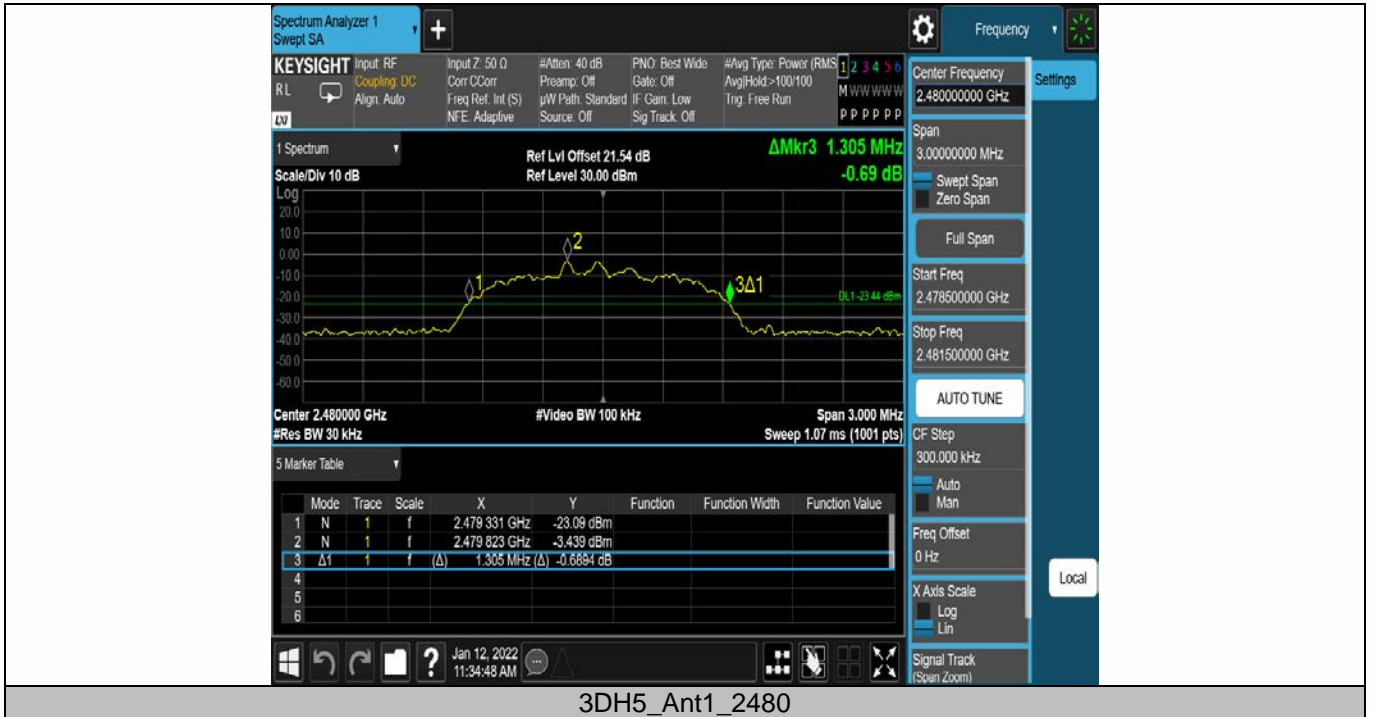 Spectrum Analyzer 1
Swept SA
+
Frequency
KEYSIGHT
RL
LXI
Input: RF
Coupling: DC
Align: Auto
Input Z: 50 Ω
Corr CCorr
Freq Ref: Int (S)
NFE: Adaptive
#Atten: 40 dB
Preamp: Off
µW Path: Standard
Source: Off
PNO: Best Wide
Gate: Off
IF Gain: Low
Sig Track: Off
#Avg Type: Power (RMS
Avg|Hold:>100/100
Trig: Free Run
1 2 3 4 5 6
M W W W W W
P P P P P P
1 Spectrum
Scale/Div 10 dB
Ref Lvl Offset 21.54 dB
Ref Level 30.00 dBm
ΔMkr3 1.305 MHz
-0.69 dB
Log
20.0
10.0
0.00
-10.0
-20.0
-30.0
-40.0
-50.0
-60.0
1
2
3Δ1
DL1 -23.44 dBm
Center 2.480000 GHz
#Video BW 100 kHz
Span 3.000 MHz
#Res BW 30 kHz
Sweep 1.07 ms (1001 pts)
5 Marker Table
Mode Trace Scale X Y Function Function Width Function Value
1 N 1 f 2.479 331 GHz -23.09 dBm
2 N 1 f 2.479 823 GHz -3.439 dBm
3 Δ1 1 f (Δ) 1.305 MHz (Δ) -0.6894 dB
4
5
6
?
Jan 12, 2022
11:34:48 AM
Center Frequency
2.480000000 GHz
Span
3.00000000 MHz
Swept Span
Zero Span
Full Span
Start Freq
2.478500000 GHz
Stop Freq
2.481500000 GHz
AUTO TUNE
CF Step
300.000 kHz
Auto
Man
Freq Offset
0 Hz
X Axis Scale
Log
Lin
Signal Track
(Span Zoom)
Settings
Local
3DH5_Ant1_2480